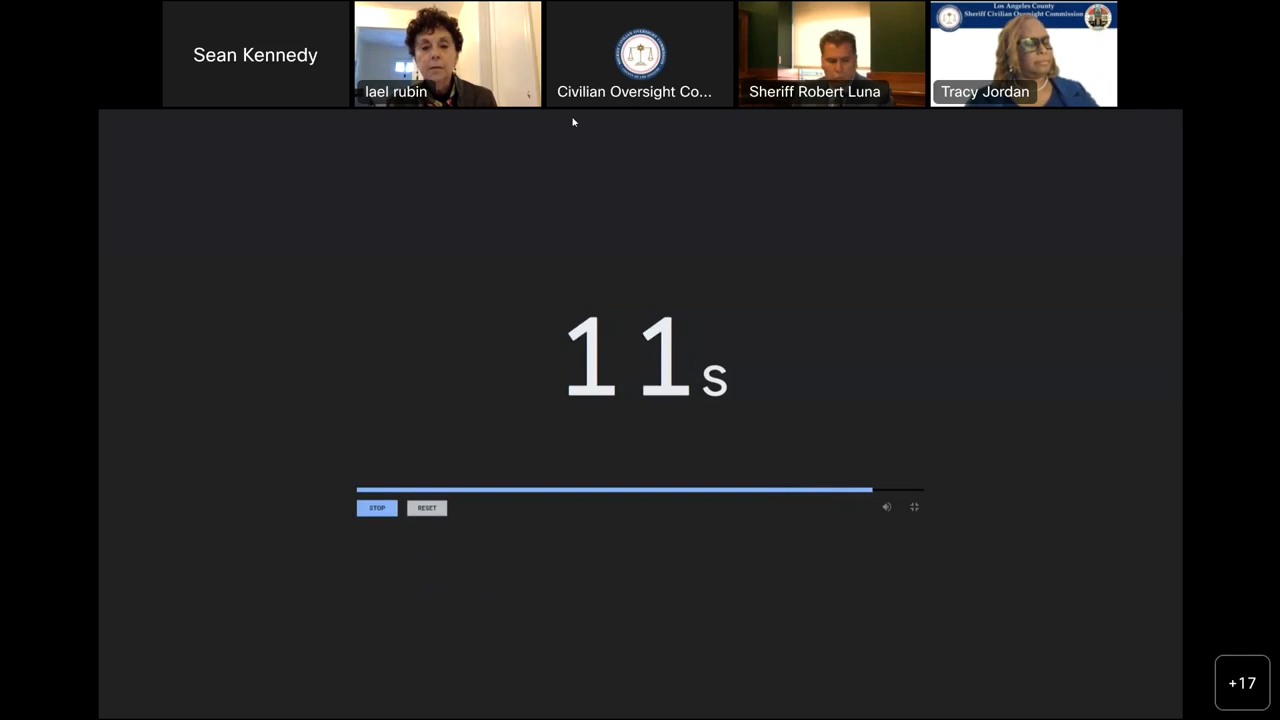 Sean Kennedy
lael rubin
Civilian Oversight Co...
Sheriff Robert Luna
Los Angeles County
Sheriff Civilian Oversight Commission
Tracy Jordan
11s
STOP
RESET
+17